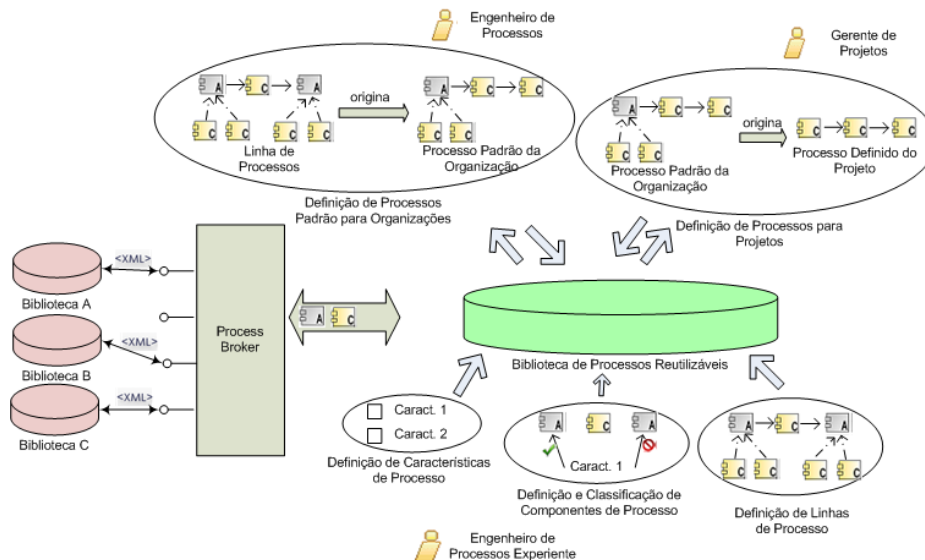 Engenheiro de
Processos
Gerente de
Projetos
A
C
A
C
C
C
C
Linha de
Processos
origina
A
C
C
C
C
Processo Padrão da
Organização
Definição de Processos
Padrão para Organizações
A
C
C
C
C
Processo Padrão da
Organização
origina
C
C
C
Processo Definido do
Projeto
Definição de Processos para
Projetos
<XML>
Biblioteca A
<XML>
Biblioteca B
<XML>
Biblioteca C
Process
Broker
A
C
Biblioteca de Processos Reutilizáveis
Caract. 1
Caract. 2
Definição de Características
de Processo
A
C
A
Caract. 1
Definição e Classificação de
Componentes de Processo
A
C
A
C
C
C
C
Definição de Linhas
de Processo
Engenheiro de
Processos Experiente